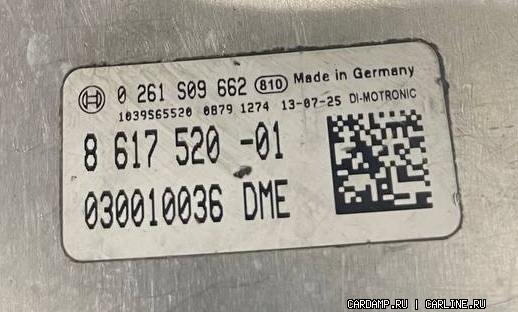 0 261 S09 662 810 Made in Germany
1039S65520 0879 1274 13-07-25 DI-MOTRONIC
8 617 520 -01
030010036 DME
CARDAMP.RU | CARLINE.RU